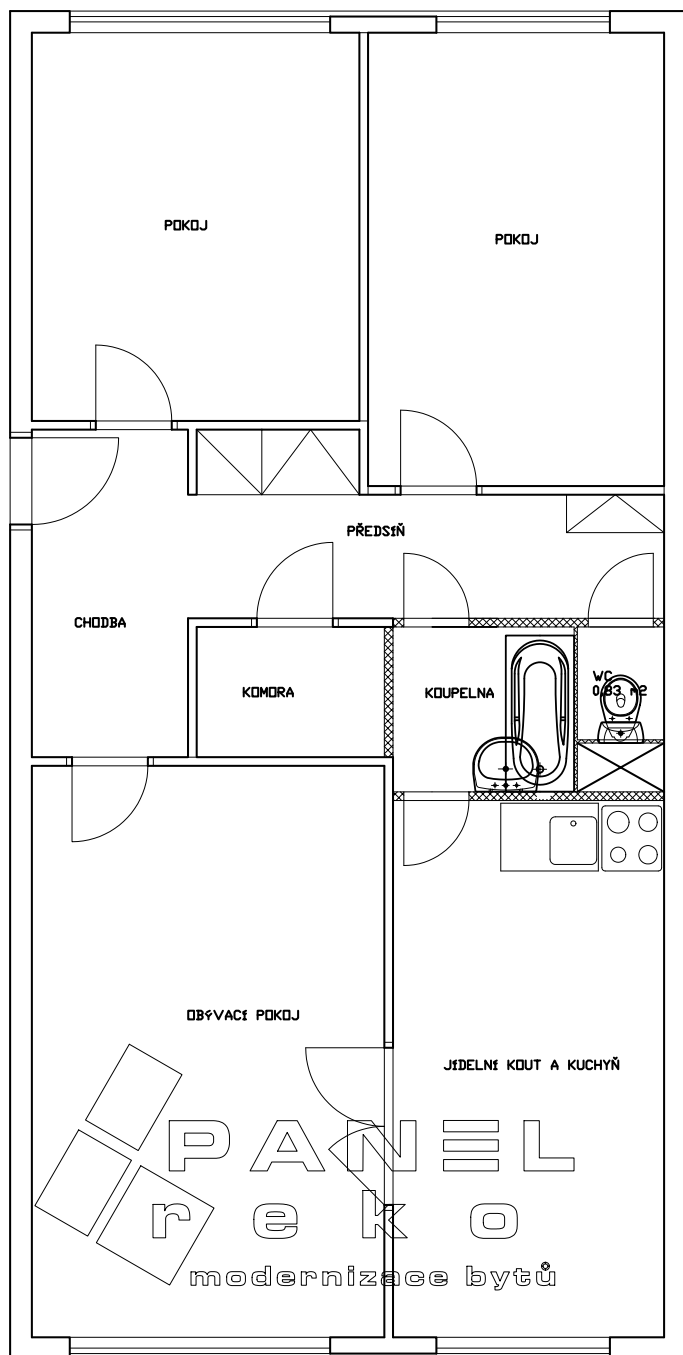 POKOJ
POKOJ
PŘEDSÍŇ
CHODBA
KOMORA
KOUPELNA
WC
0,83 m2
OBÝVACÍ POKOJ
JÍDELNÍ KOUT A KUCHYŇ
PANEL
reko
modernizace bytů